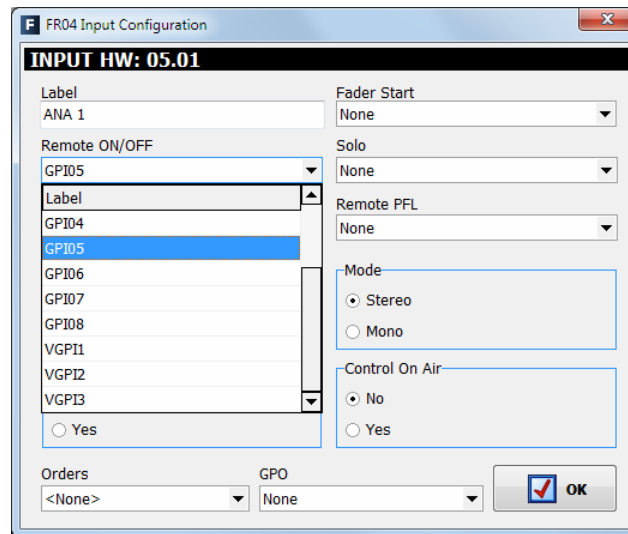 F FR04 Input Configuration
INPUT HW: 05.01
Label
ANA 1
Remote ON/OFF
GPI05
Label
GPI04
GPI05
GPI06
GPI07
GPI08
VGPI1
VGPI2
VGPI3
Yes
Fader Start
None
Solo
None
Remote PFL
None
Mode
Stereo
Mono
Control On Air
No
Yes
Orders
<None>
GPO
None
OK